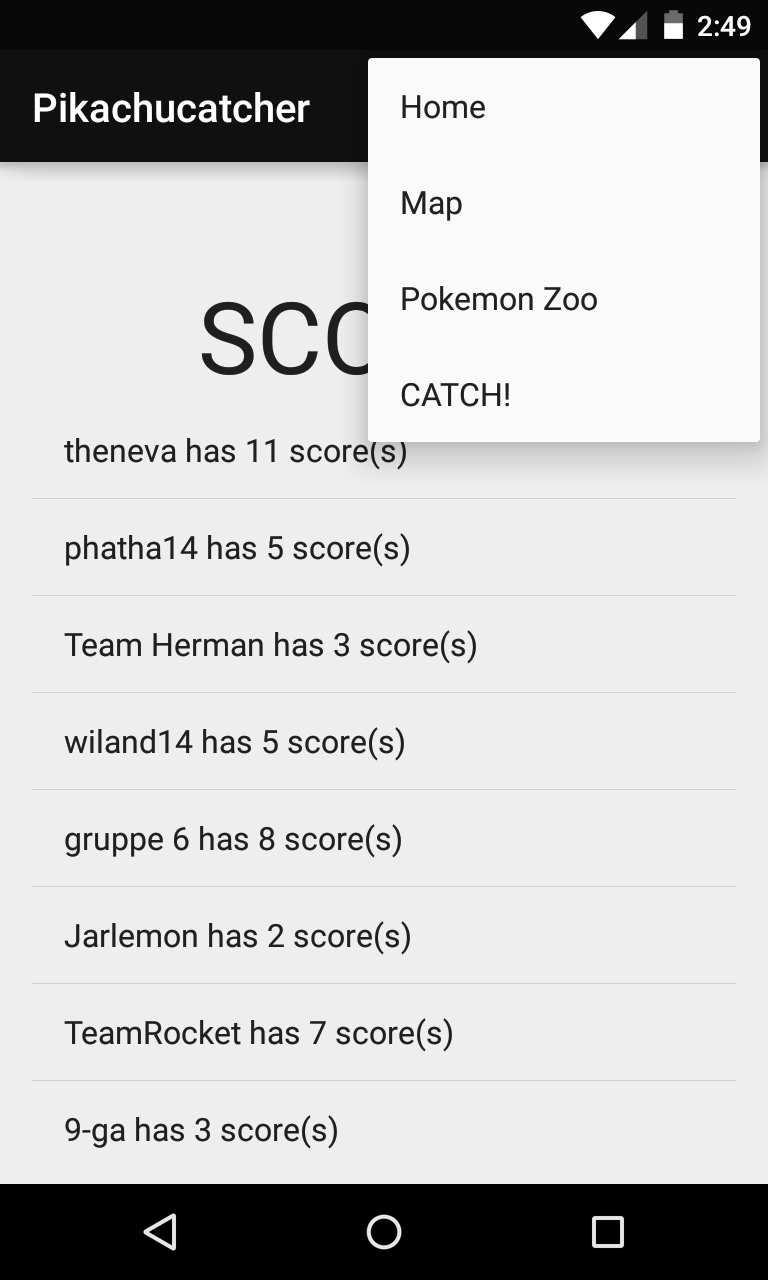 2:49
Pikachucatcher
Home
Map
Pokemon Zoo
CATCH!
theneva has 11 score(s)
phatha14 has 5 score(s)
Team Herman has 3 score(s)
wiland14 has 5 score(s)
gruppe 6 has 8 score(s)
Jarlemon has 2 score(s)
TeamRocket has 7 score(s)
9-ga has 3 score(s)